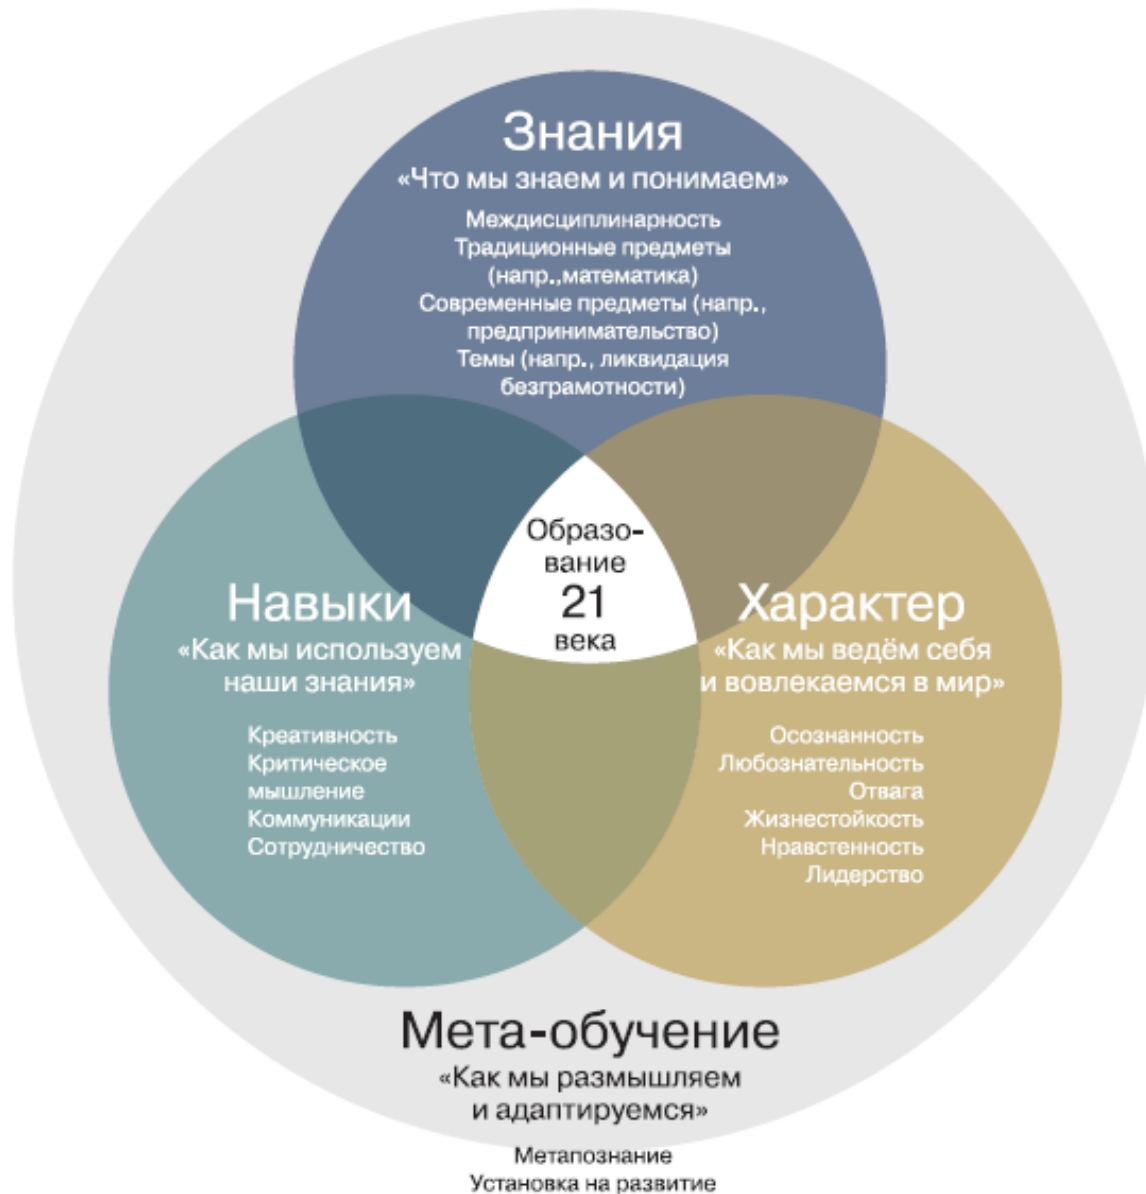 Знания
«Что мы знаем и понимаем»
Междисциплинарность
Традиционные предметы
(напр.,математика)
Современные предметы (напр.,
предпринимательство)
Темы (напр., ликвидация
безграмотности)
Образо-
вание
21
века
Навыки
«Как мы используем
наши знания»
Креативность
Критическое
мышление
Коммуникации
Сотрудничество
Характер
«Как мы ведём себя
и вовлекаемся в мир»
Осознанность
Любознательность
Отвага
Жизнестойкость
Нравстенность
Лидерство
Мета-обучение
«Как мы размышляем
и адаптируемся»
Метапознание
Установка на развитие